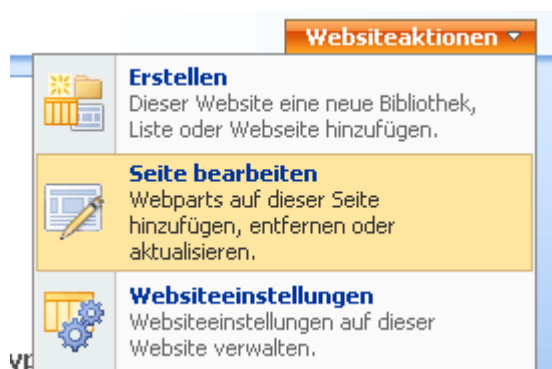 Websiteaktionen
Erstellen
Dieser Website eine neue Bibliothek,
Liste oder Webseite hinzufügen.
Seite bearbeiten
Webparts auf dieser Seite
hinzufügen, entfernen oder
aktualisieren.
Websiteeinstellungen
Websiteeinstellungen auf dieser
Website verwalten.